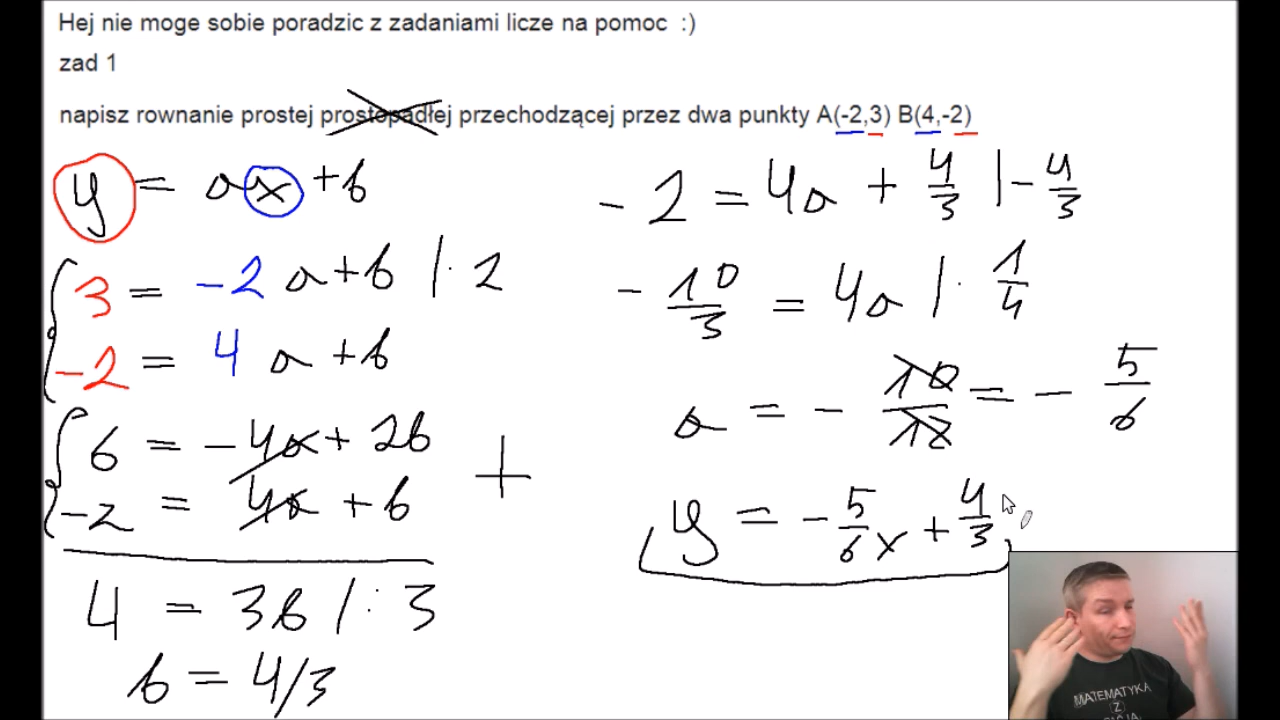 Hej nie moge sobie poradzic z zadaniami licze na pomoc :)
zad 1
napisz rownanie prostej prostopadłej przechodzącej przez dwa punkty A(-2,3) B(4,-2)
y = ax + b
3 = -2a + b | · 2
-2 = 4a + b
6 = -4a + 2b
-2 = 4a + b
+
4 = 3b | : 3
b = 4/3
-2 = 4a + 4/3 | - 4/3
- 10/3 = 4a | · 1/4
a = - 10/12 = - 5/6
y = - 5/6 x + 4/3
MATEMATYKA
Z